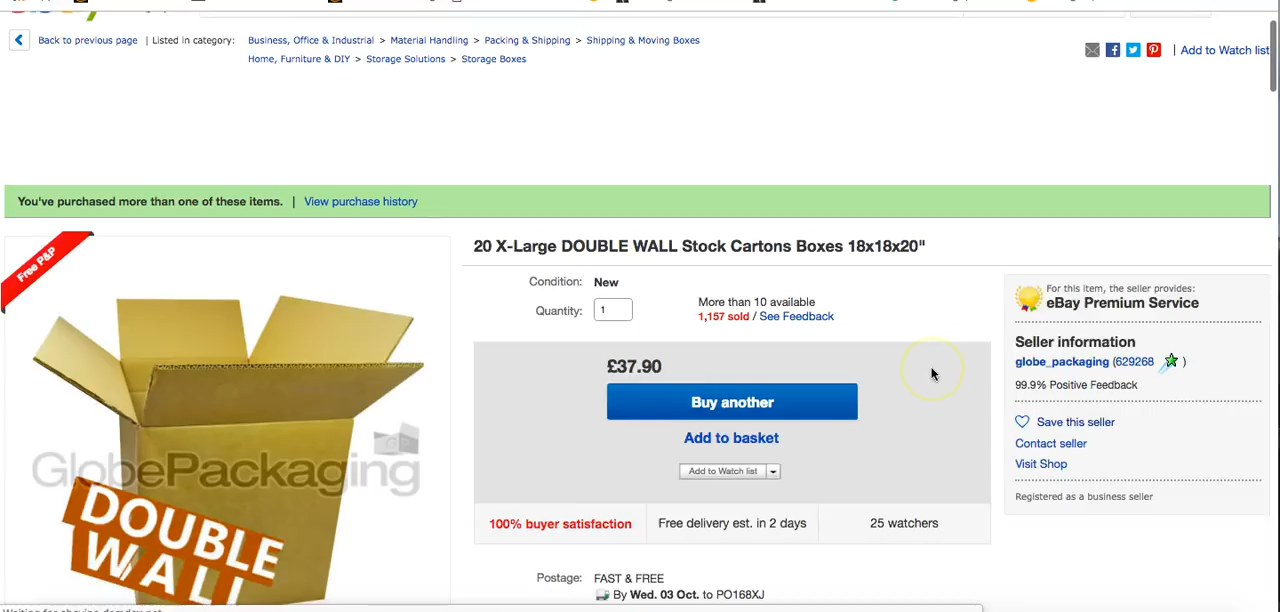 Back to previous page | Listed in category: Business, Office & Industrial > Material Handling > Packing & Shipping > Shipping & Moving Boxes
Home, Furniture & DIY > Storage Solutions > Storage Boxes
| Add to Watch list
You've purchased more than one of these items. | View purchase history
Free P&P
GlobePackaging
DOUBLE
WALL
20 X-Large DOUBLE WALL Stock Cartons Boxes 18x18x20"
Condition: New
Quantity: 1
More than 10 available
1,157 sold / See Feedback
£37.90
Buy another
Add to basket
Add to Watch list
100% buyer satisfaction
Free delivery est. in 2 days
25 watchers
Postage: FAST & FREE
By Wed. 03 Oct. to PO168XJ
For this item, the seller provides:
eBay Premium Service
Seller information
globe_packaging (629268 )
99.9% Positive Feedback
Save this seller
Contact seller
Visit Shop
Registered as a business seller